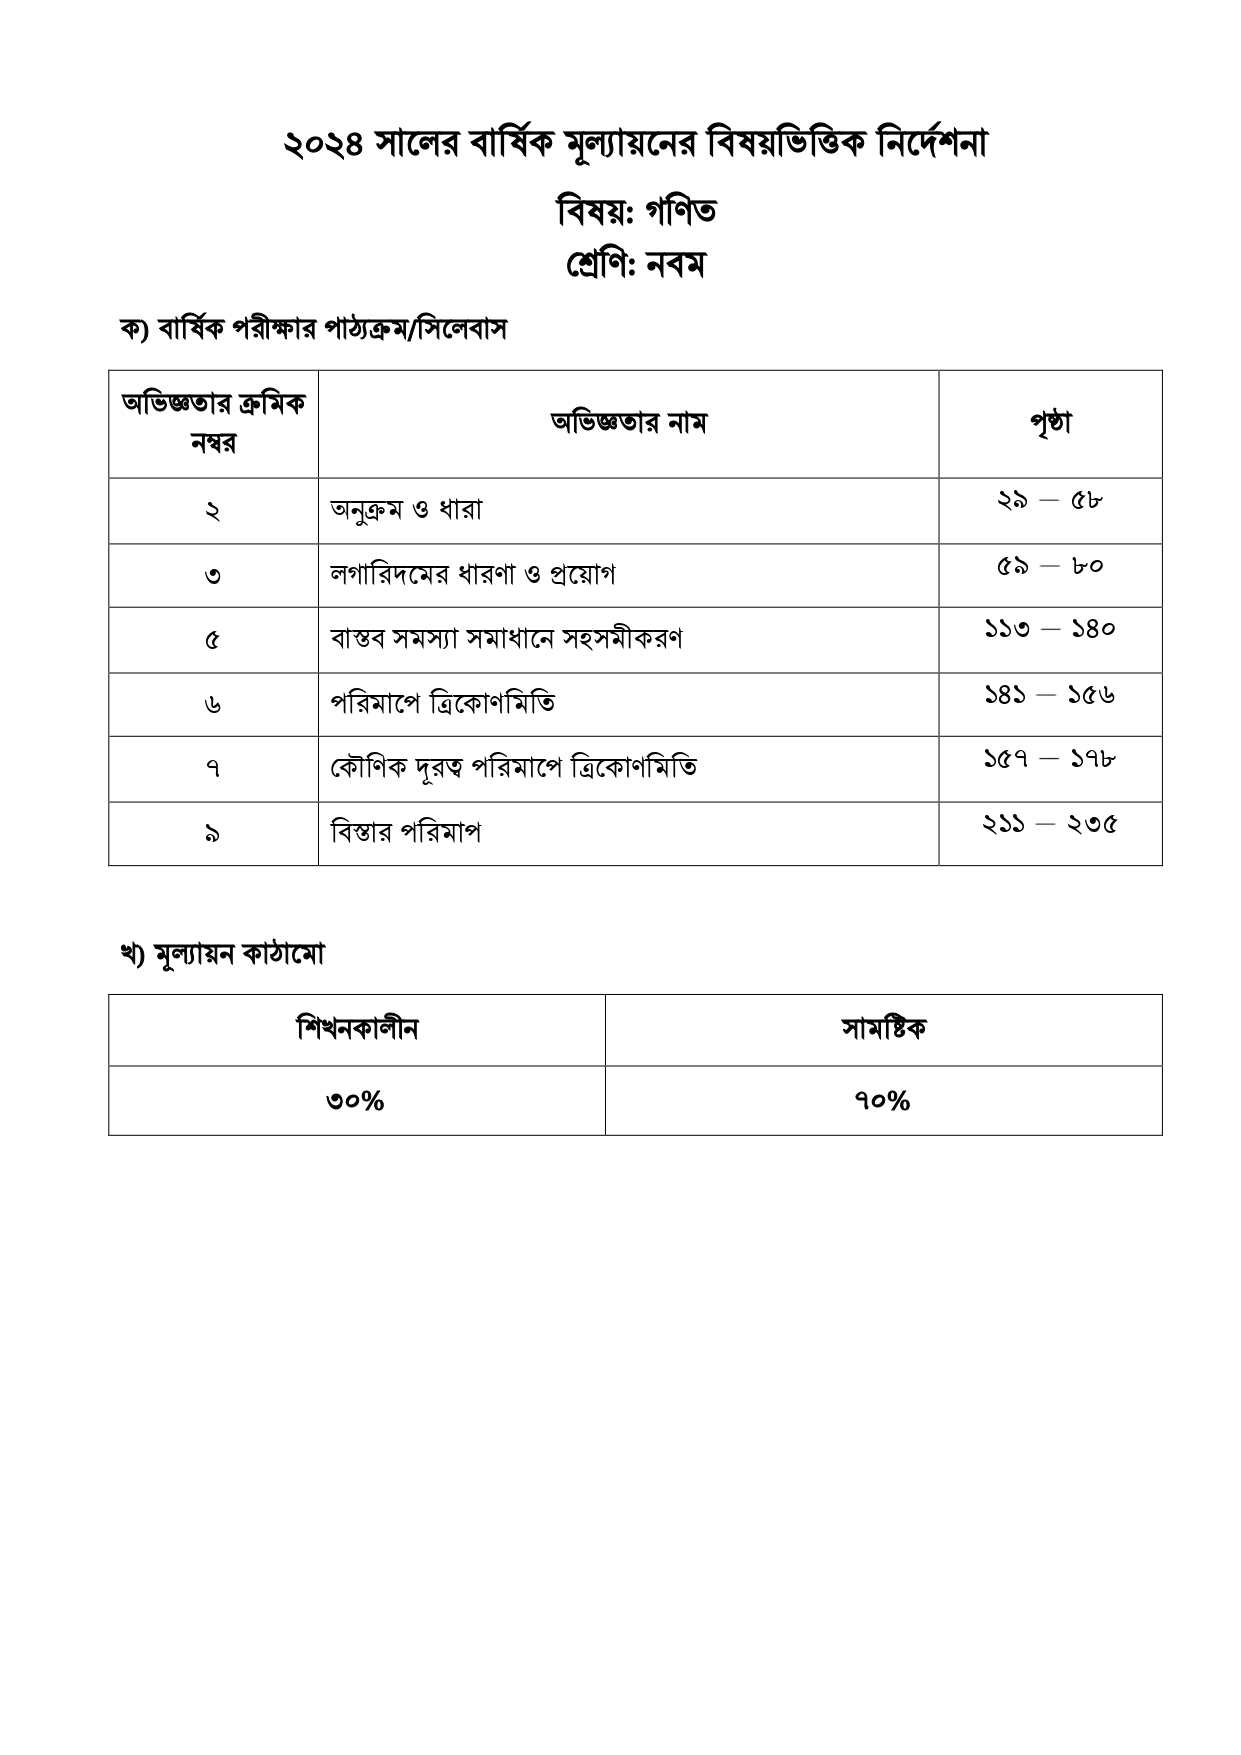 ২০২৪ সালের বার্ষিক মূল্যায়নের বিষয়ভিত্তিক নির্দেশনা
বিষয়: গণিত
শ্রেণি: নবম
ক) বার্ষিক পরীক্ষার পাঠ্যক্রম/সিলেবাস
অভিজ্ঞতার ক্রমিক
নম্বর
অভিজ্ঞতার নাম
পৃষ্ঠা
২ অনুক্রম ও ধারা ২৯ – ৫৮
৩ লগারিদমের ধারণা ও প্রয়োগ ৫৯ – ৮০
৫ বাস্তব সমস্যা সমাধানে সহসমীকরণ ১১৩ – ১৪০
৬ পরিমাপে ত্রিকোণমিতি ১৪১ – ১৫৬
৭ কৌণিক দূরত্ব পরিমাপে ত্রিকোণমিতি ১৫৭ – ১৭৮
৯ বিস্তার পরিমাপ ২১১ – ২৩৫
খ) মূল্যায়ন কাঠামো
শিখনকালীন সামষ্টিক
৩০% ৭০%